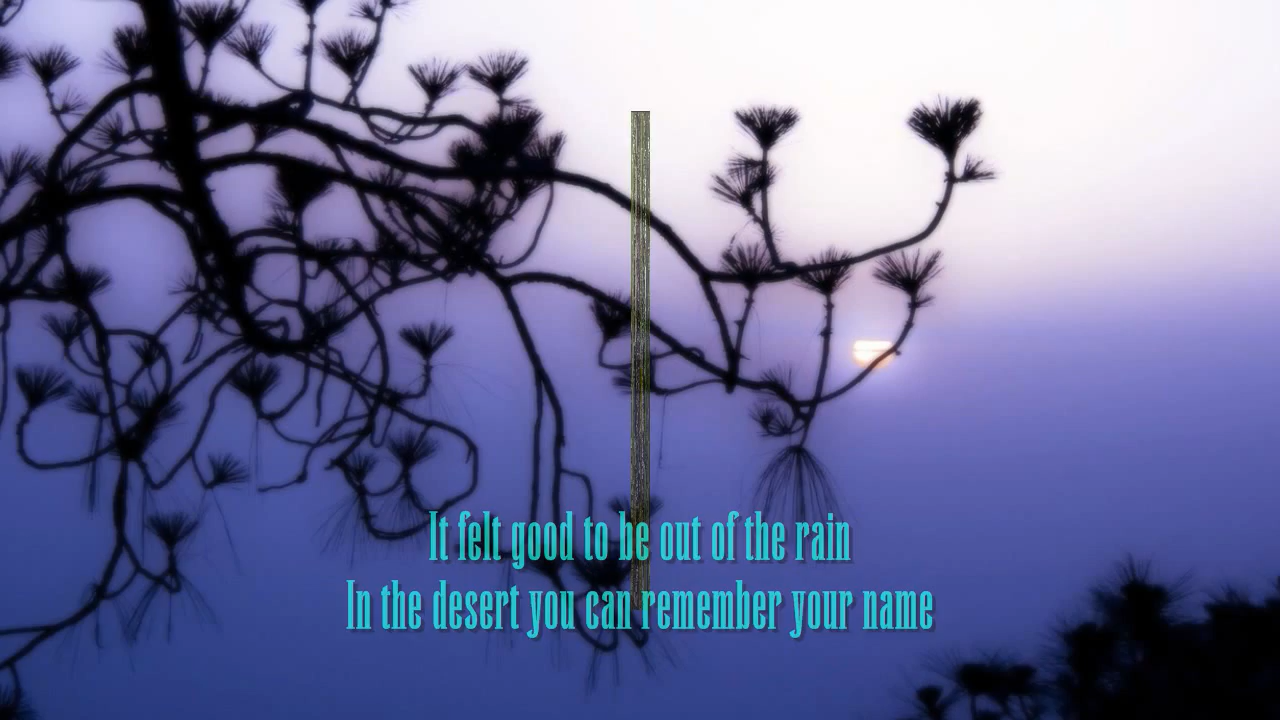 It felt good to be out of the rain
In the desert you can remember your name